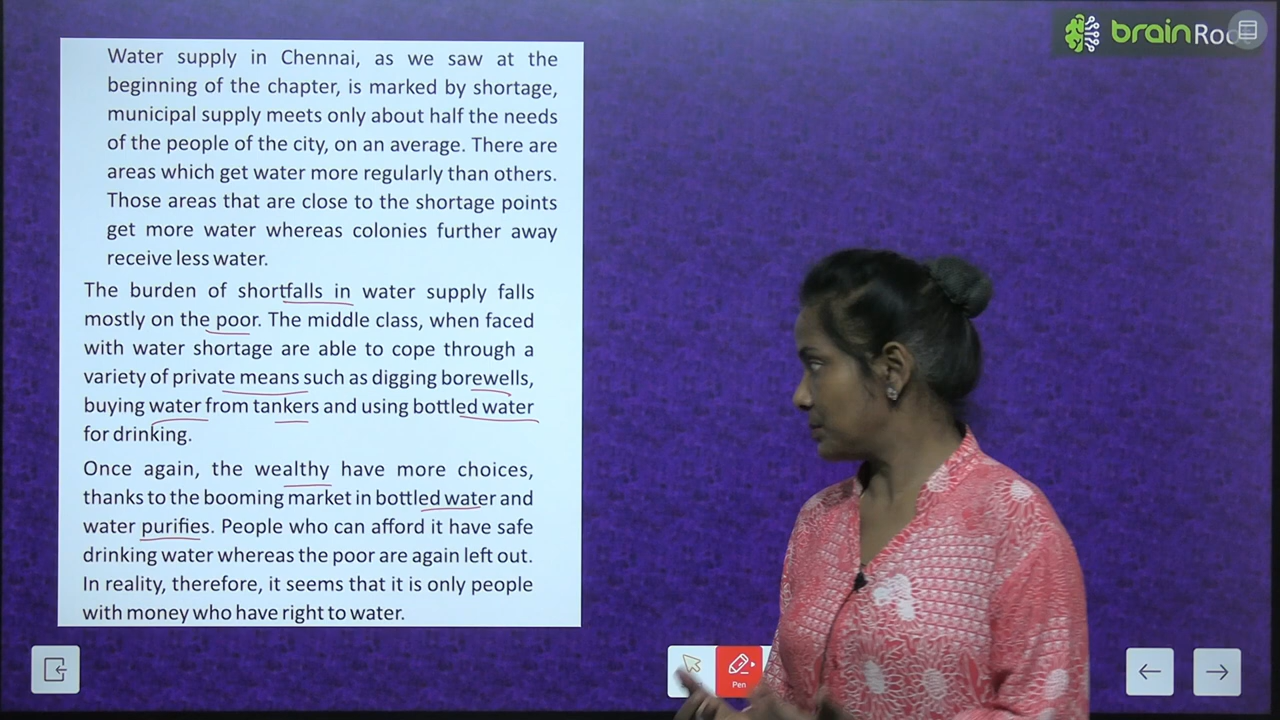 brainRoo
Water supply in Chennai, as we saw at the
beginning of the chapter, is marked by shortage,
municipal supply meets only about half the needs
of the people of the city, on an average. There are
areas which get water more regularly than others.
Those areas that are close to the shortage points
get more water whereas colonies further away
receive less water.
The burden of shortfalls in water supply falls
mostly on the poor. The middle class, when faced
with water shortage are able to cope through a
variety of private means such as digging borewells,
buying water from tankers and using bottled water
for drinking.
Once again, the wealthy have more choices,
thanks to the booming market in bottled water and
water purifies. People who can afford it have safe
drinking water whereas the poor are again left out.
In reality, therefore, it seems that it is only people
with money who have right to water.
Pen